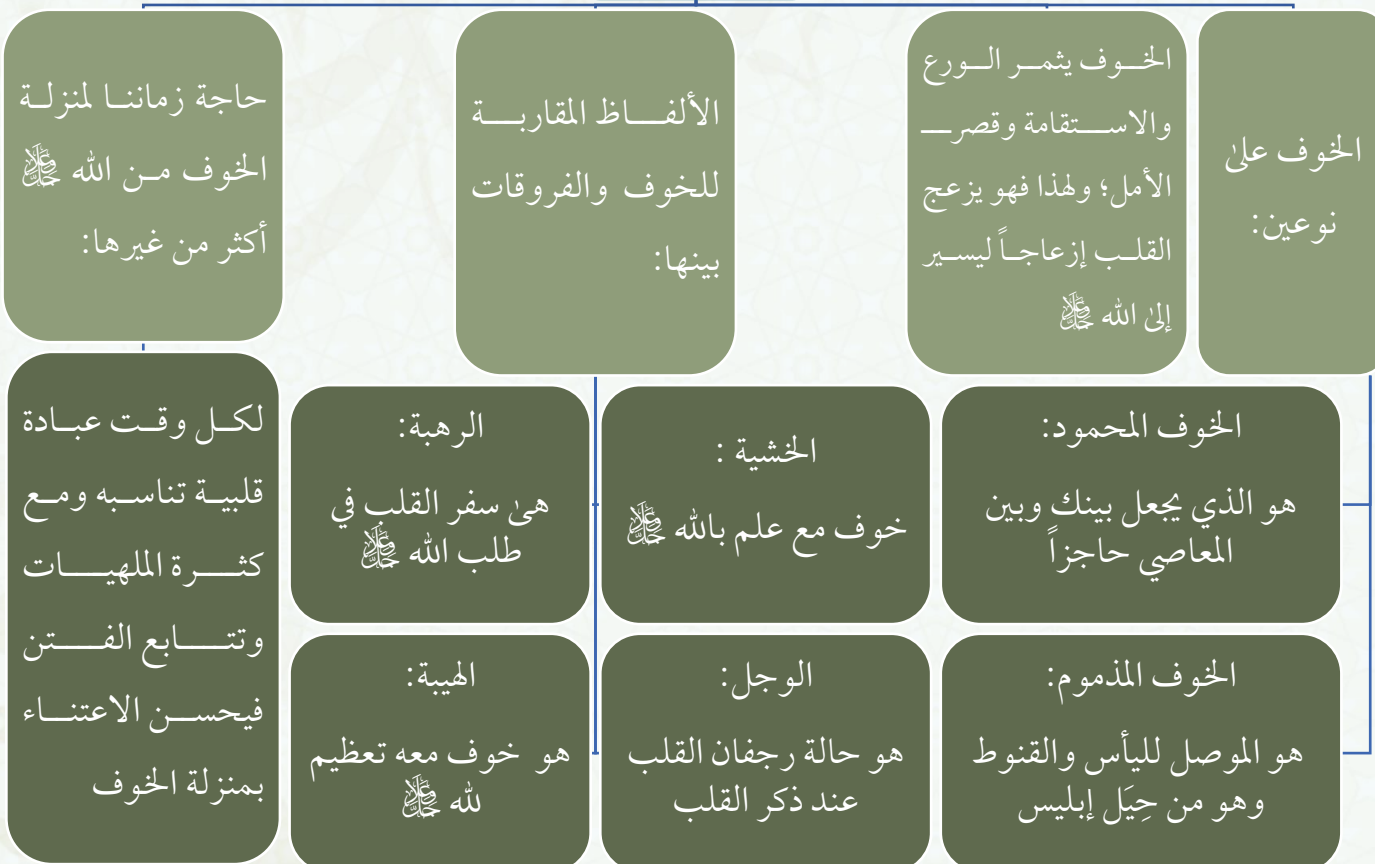 الخوف على
نوعين:
الخوف يثمر الورع
والاستقامة وقصر
الأمل؛ ولهذا فهو يزعج
القلب إزعاجاً ليسير
إلى الله ﷻ
الألفاظ المقاربة
للخوف والفروقات
بينها:
حاجة زماننا لمنزلة
الخوف من الله ﷻ
أكثر من غيرها:
الخوف المحمود:
هو الذي يجعل بينك وبين
المعاصي حاجزاً
الخوف المذموم:
هو الموصل لليأس والقنوط
وهو من حِيَل إبليس
الخشية :
خوف مع علم بالله ﷻ
الوجل:
هو حالة رجفان القلب
عند ذكر القلب
الرهبة:
هى سفر القلب في
طلب الله ﷻ
الهيبة:
هو خوف معه تعظيم
لله ﷻ
لكل وقت عبادة
قلبية تناسبه ومع
كثرة الملهيات
وتتابع الفتن
فيحسن الاعتناء
بمنزلة الخوف